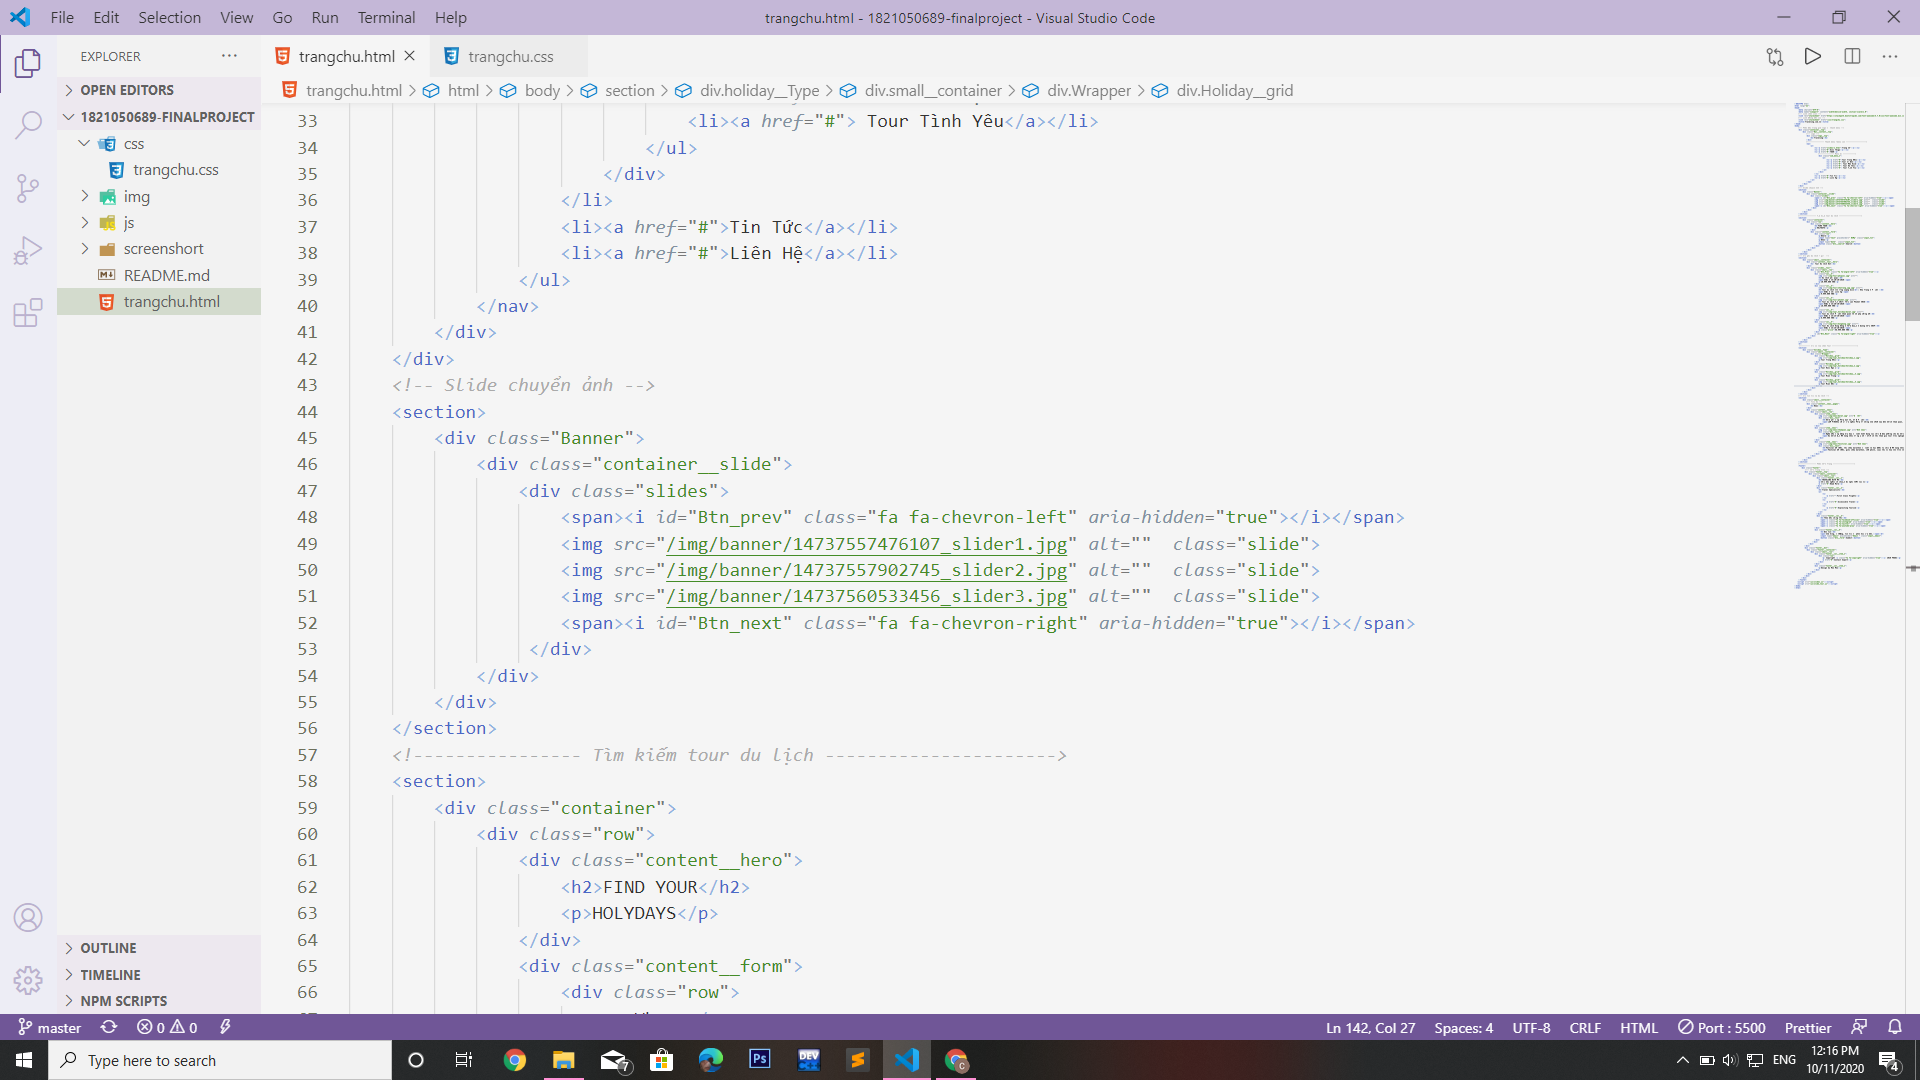 File Edit Selection View Go Run Terminal Help
trangchu.html - 1821050689-finalproject - Visual Studio Code
EXPLORER
OPEN EDITORS
1821050689-FINALPROJECT
css
trangchu.css
img
js
screenshort
README.md
trangchu.html
OUTLINE
TIMELINE
NPM SCRIPTS
trangchu.html
trangchu.css
trangchu.html > html > body > section > div.holiday__Type > div.small__container > div.Wrapper > div.Holiday__grid
33 <li><a href="#"> Tour Tình Yêu</a></li>
34 </ul>
35 </div>
36 </li>
37 <li><a href="#">Tin Tức</a></li>
38 <li><a href="#">Liên Hệ</a></li>
39 </ul>
40 </nav>
41 </div>
42 </div>
43 <!-- Slide chuyển ảnh -->
44 <section>
45 <div class="Banner">
46 <div class="container__slide">
47 <div class="slides">
48 <span><i id="Btn_prev" class="fa fa-chevron-left" aria-hidden="true"></i></span>
49 <img src="/img/banner/14737557476107_slider1.jpg" alt="" class="slide">
50 <img src="/img/banner/14737557902745_slider2.jpg" alt="" class="slide">
51 <img src="/img/banner/14737560533456_slider3.jpg" alt="" class="slide">
52 <span><i id="Btn_next" class="fa fa-chevron-right" aria-hidden="true"></i></span>
53 </div>
54 </div>
55 </div>
56 </section>
57 <!---------------- Tìm kiếm tour du lịch ---------------------->
58 <section>
59 <div class="container">
60 <div class="row">
61 <div class="content__hero">
62 <h2>FIND YOUR</h2>
63 <p>HOLYDAYS</p>
64 </div>
65 <div class="content__form">
66 <div class="row">
master
0 0
Ln 142, Col 27 Spaces: 4 UTF-8 CRLF HTML Port : 5500 Prettier
Type here to search
7
Ps
DEV
C
ENG
12:16 PM
10/11/2020
4